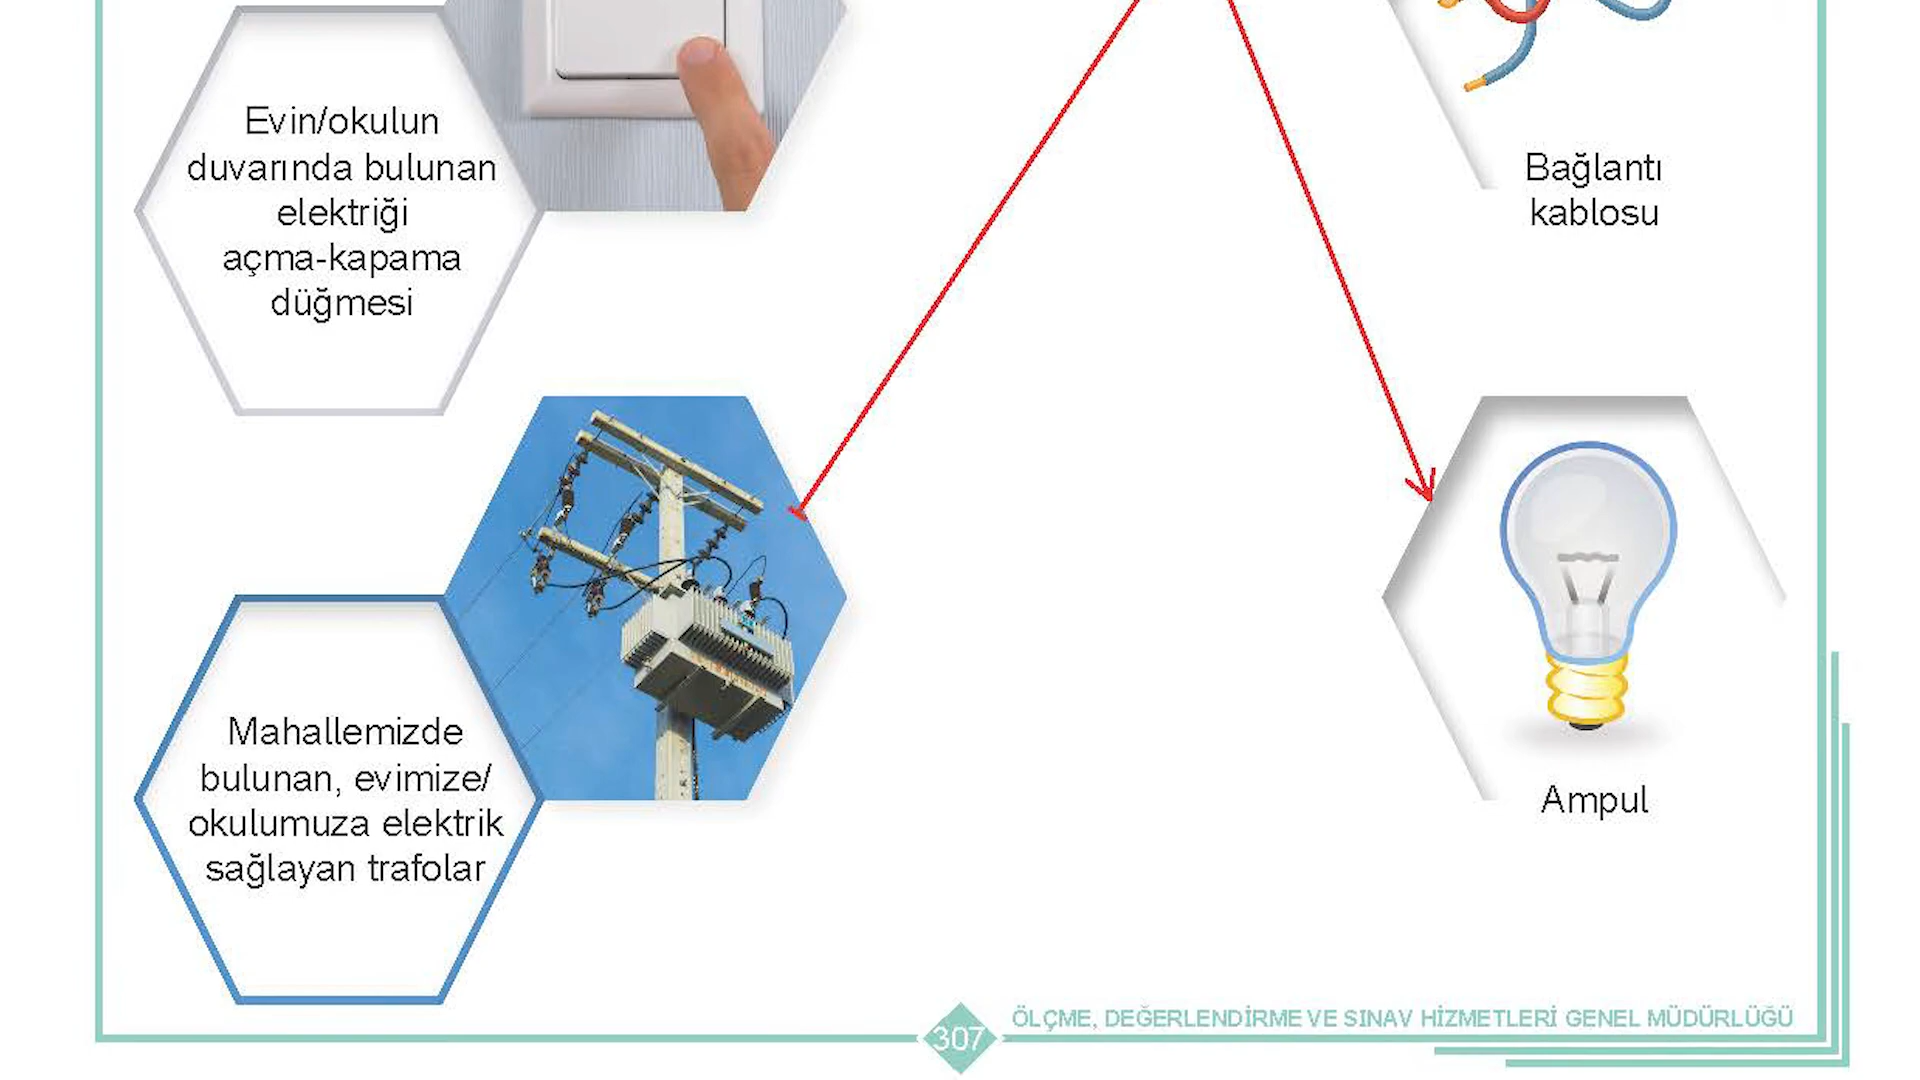 Evin/okulun
duvarında bulunan
elektriği
açma-kapama
düğmesi
Bağlantı
kablosu
Mahallemizde
bulunan, evimize/
okulumuza elektrik
sağlayan trafolar
Ampul
307
ÖLÇME, DEĞERLENDİRME VE SINAV HİZMETLERİ GENEL MÜDÜRLÜĞÜ